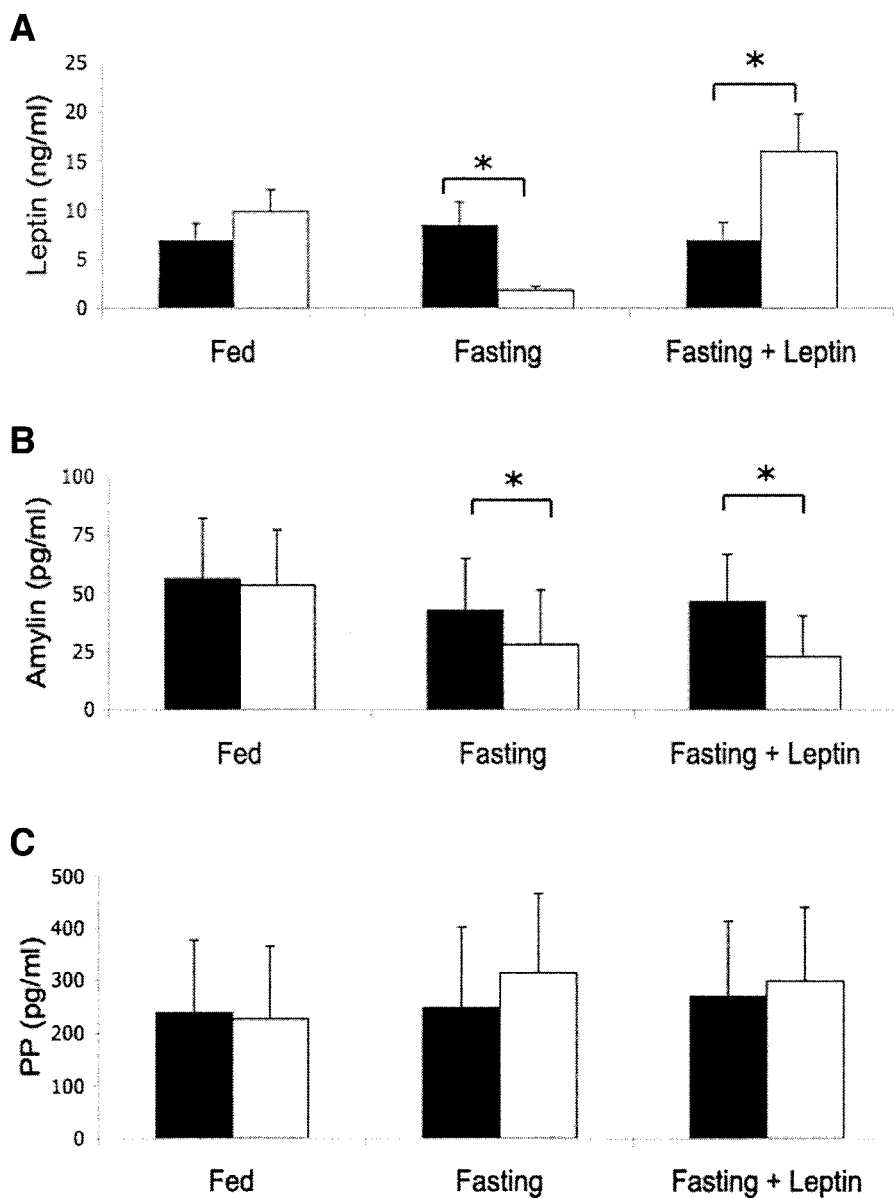 A
Leptin (ng/ml)
25
20
15
10
5
0
*
*
Fed Fasting Fasting + Leptin
B
Amylin (pg/ml)
100
75
50
25
0
*
*
Fed Fasting Fasting + Leptin
C
PP (pg/ml)
500
400
300
200
100
0
Fed Fasting Fasting + Leptin